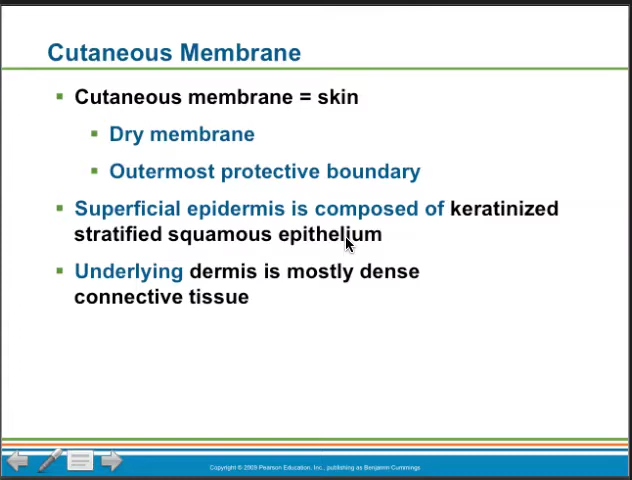 Cutaneous Membrane
▪ Cutaneous membrane = skin
▪ Dry membrane
▪ Outermost protective boundary
▪ Superficial epidermis is composed of keratinized
stratified squamous epithelium
▪ Underlying dermis is mostly dense
connective tissue
Copyright © 2009 Pearson Education, Inc., publishing as Benjamin Cummings